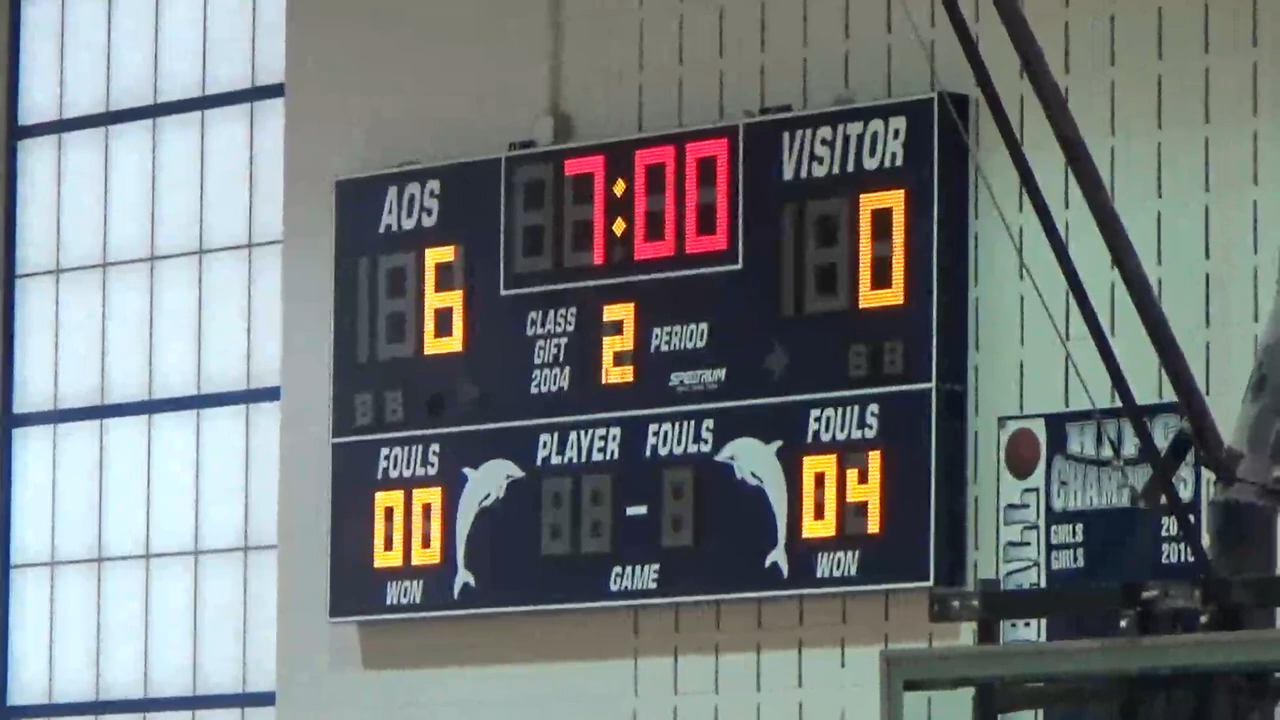 AOS
7:00
VISITOR
6
0
CLASS
GIFT
2004
2
PERIOD
SPECTRUM
FOULS
PLAYER FOULS
FOULS
00
-
04
WON
GAME
WON
GIRLS
GIRLS